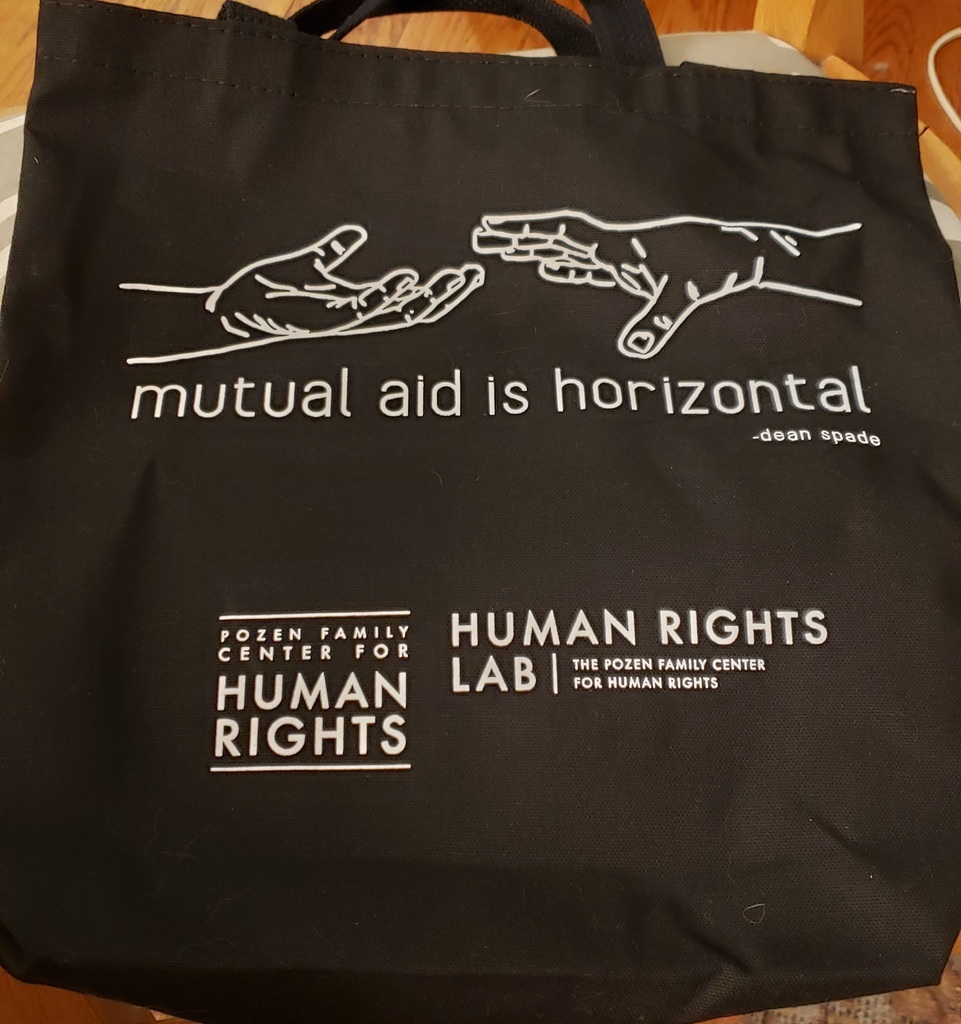 mutual aid is horizontal
-dean spade
POZEN FAMILY
CENTER FOR
HUMAN
RIGHTS
HUMAN RIGHTS
LAB | THE POZEN FAMILY CENTER
FOR HUMAN RIGHTS